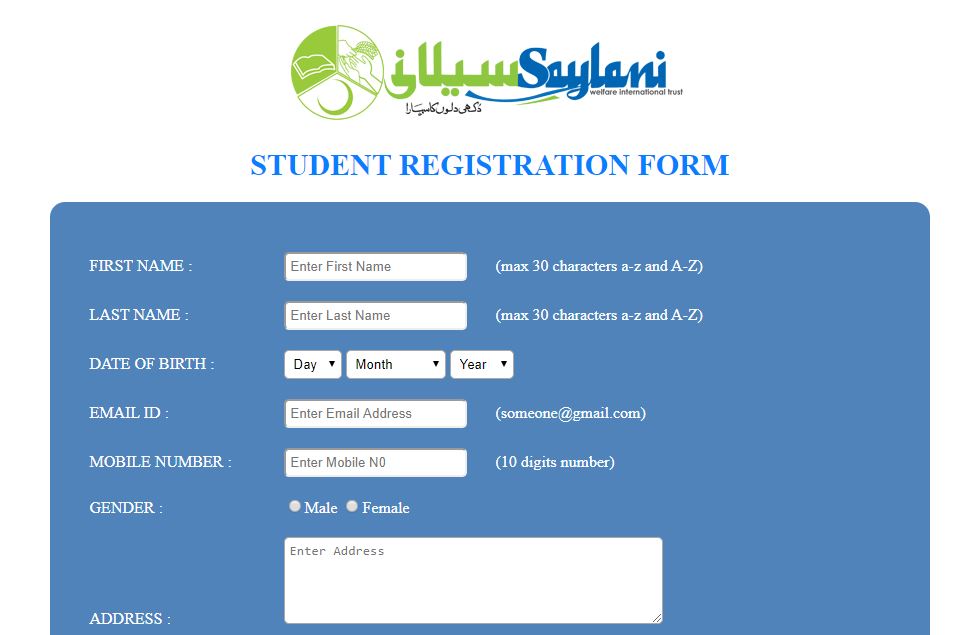 سیلانی Saylani
welfare international trust
دکھی دلوں کا سہارا
STUDENT REGISTRATION FORM
FIRST NAME : Enter First Name (max 30 characters a-z and A-Z)
LAST NAME : Enter Last Name (max 30 characters a-z and A-Z)
DATE OF BIRTH : Day Month Year
EMAIL ID : Enter Email Address (someone@gmail.com)
MOBILE NUMBER : Enter Mobile N0 (10 digits number)
GENDER : Male Female
Enter Address
ADDRESS :